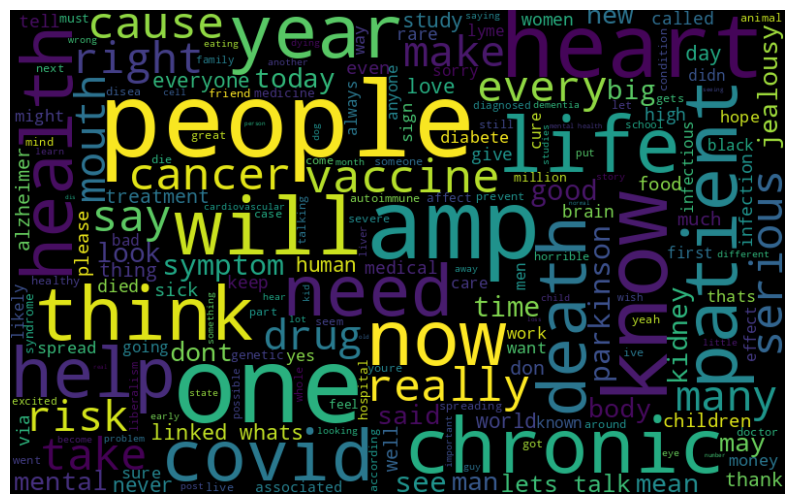 tell must cause year study rare women new called saying animal
wrong right make lyme heart condition
next eating dying another even sorry day didn
health might everyone today family way anyone every big high gets jealousy
mind disea cell friend medicine always love diagnosed dementia let hope
mouth people great person dog sign diabete cure still school black
learn die come month someone give life studies put mental health seeing
alzheimer cancer vaccine million story food infectious infection
treatment cardiovascular autoimmune good much
please say will case talking severe affect prevent amp brain
bad look symptom human liver men horrible death know patient serious
thing medical away parkinson first different
likely healthy died sick keep hear kid care time wish thats
syndrome spread think something part lot seem need now child kidney yeah effect
going dont genetic yes drug youre work want ive little
help one possible whole hospital really don many
excited liberalism state feel said body
via risk early looking spreading world known children doctor
take become problem linked whats covid according well important chronic got around eye may
went mental never sure post live associated see man guy lets talk mean money number thank